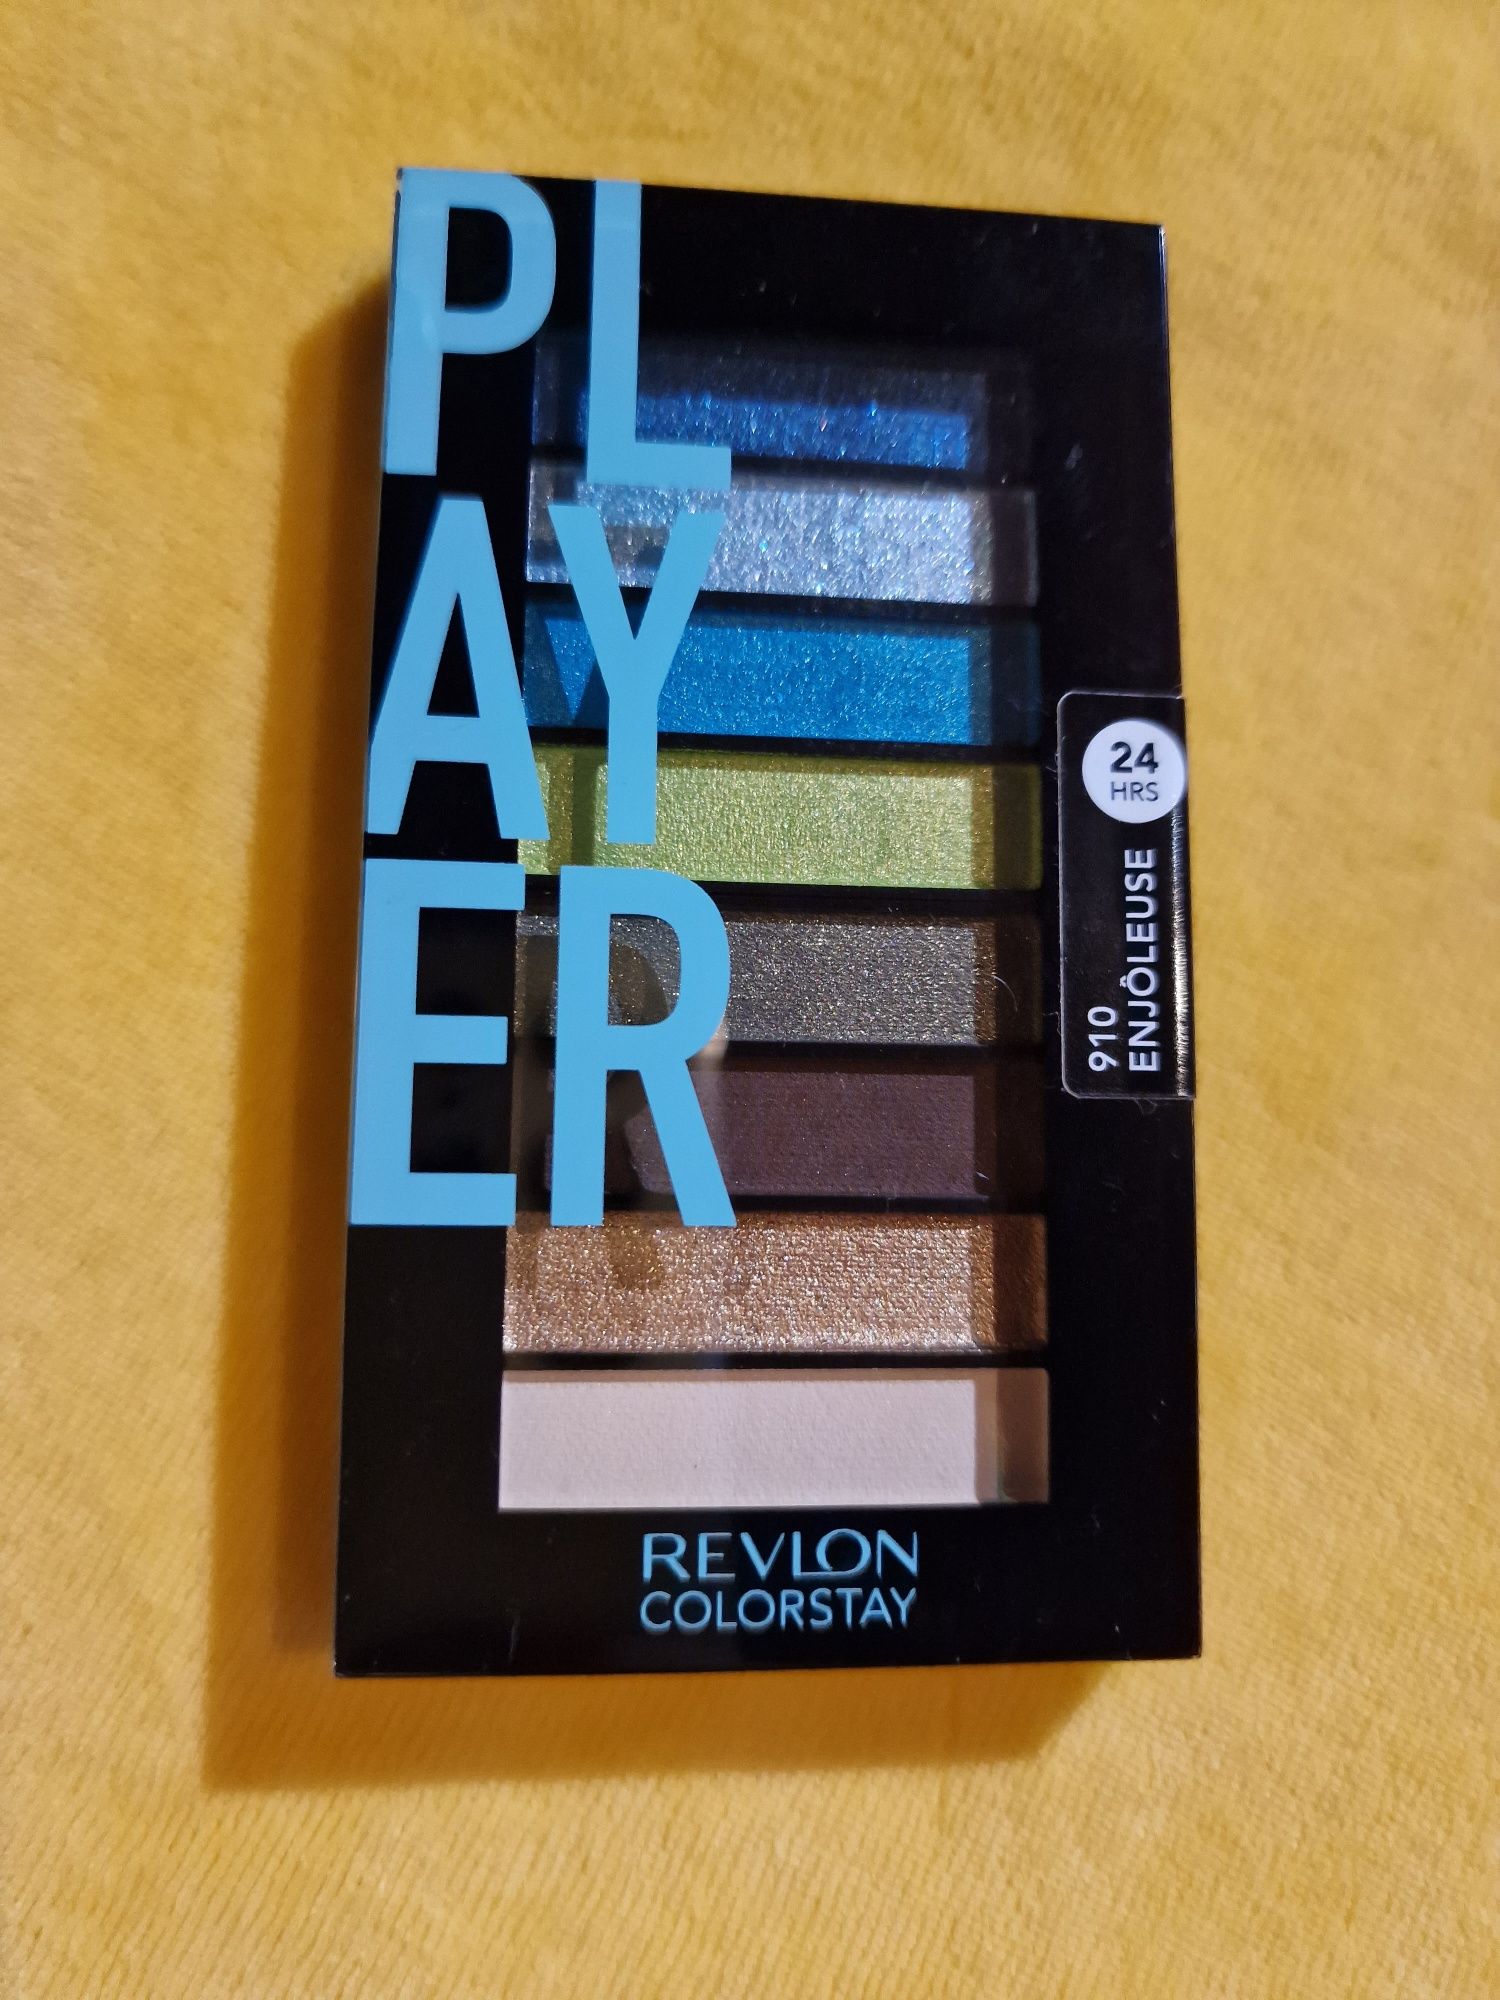 PL
AY
ER
24
HRS
910
ENJÔLEUSE
REVLON
COLORSTAY